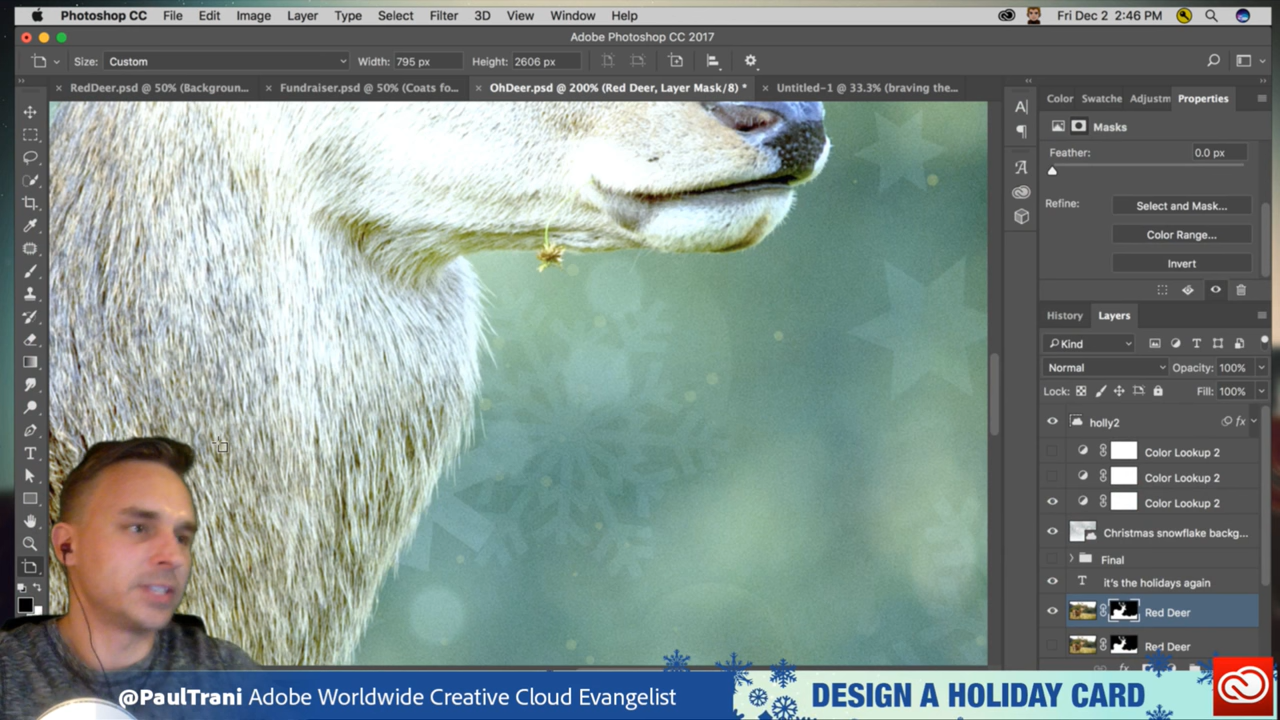 Photoshop CC File Edit Image Layer Type Select Filter 3D View Window Help Fri Dec 2 2:46 PM
Adobe Photoshop CC 2017
Size: Custom Width: 795 px Height: 2606 px
RedDeer.psd @ 50% (Backgroun... Fundraiser.psd @ 50% (Coats fo... OhDeer.psd @ 200% (Red Deer, Layer Mask/8) * Untitled-1 @ 33.3% (braving the...
Color Swatche Adjustm Properties
Masks
Feather: 0.0 px
Refine: Select and Mask...
Color Range...
Invert
History Layers
Kind
Normal Opacity: 100%
Lock: Fill: 100%
holly2 fx
Color Lookup 2
Color Lookup 2
Color Lookup 2
Christmas snowflake backg...
Final
it's the holidays again
Red Deer
Red Deer
@PaulTrani Adobe Worldwide Creative Cloud Evangelist
DESIGN A HOLIDAY CARD